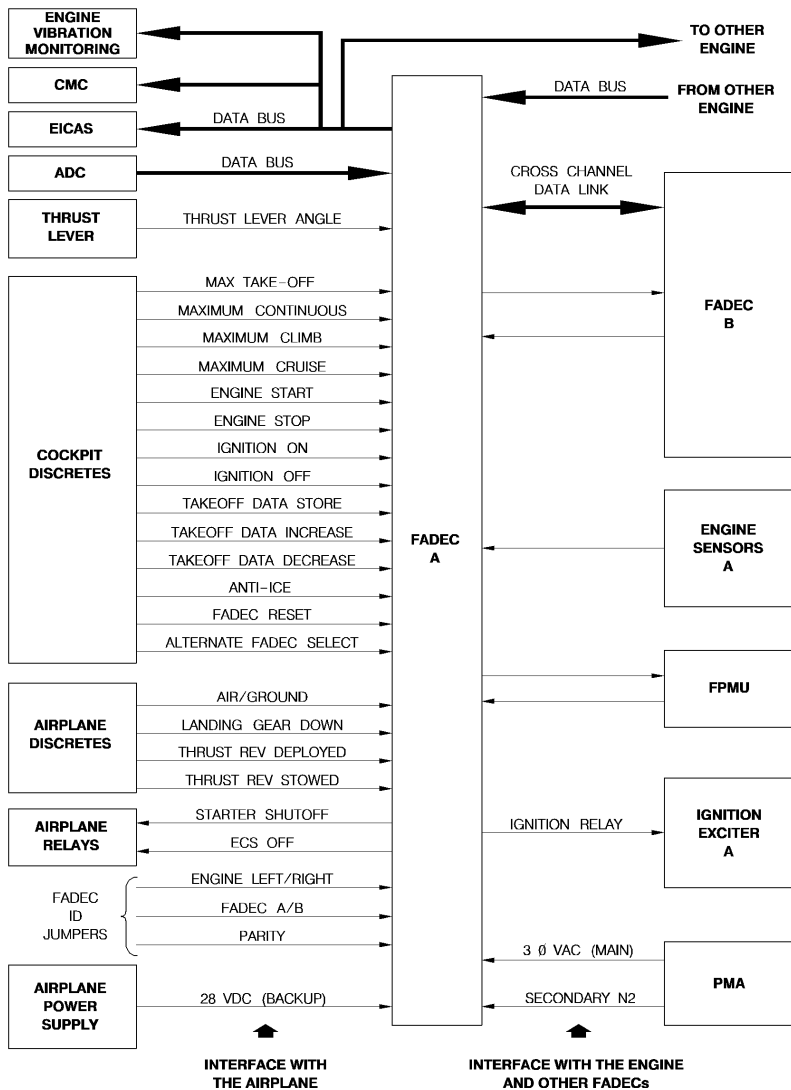 ENGINE
VIBRATION
MONITORING
TO OTHER
ENGINE
CMC
DATA BUS
FROM OTHER
ENGINE
EICAS
DATA BUS
ADC
DATA BUS
CROSS CHANNEL
DATA LINK
THRUST
LEVER
THRUST LEVER ANGLE
COCKPIT
DISCRETES
MAX TAKE-OFF
MAXIMUM CONTINUOUS
MAXIMUM CLIMB
MAXIMUM CRUISE
ENGINE START
ENGINE STOP
IGNITION ON
IGNITION OFF
TAKEOFF DATA STORE
TAKEOFF DATA INCREASE
TAKEOFF DATA DECREASE
ANTI-ICE
FADEC RESET
ALTERNATE FADEC SELECT
FADEC
A
FADEC
B
ENGINE
SENSORS
A
AIRPLANE
DISCRETES
AIR/GROUND
LANDING GEAR DOWN
THRUST REV DEPLOYED
THRUST REV STOWED
FPMU
AIRPLANE
RELAYS
STARTER SHUTOFF
ECS OFF
IGNITION RELAY
IGNITION
EXCITER
A
FADEC
ID
JUMPERS
ENGINE LEFT/RIGHT
FADEC A/B
PARITY
AIRPLANE
POWER
SUPPLY
28 VDC (BACKUP)
3 Ø VAC (MAIN)
SECONDARY N2
PMA
INTERFACE WITH
THE AIRPLANE
INTERFACE WITH THE ENGINE
AND OTHER FADECs